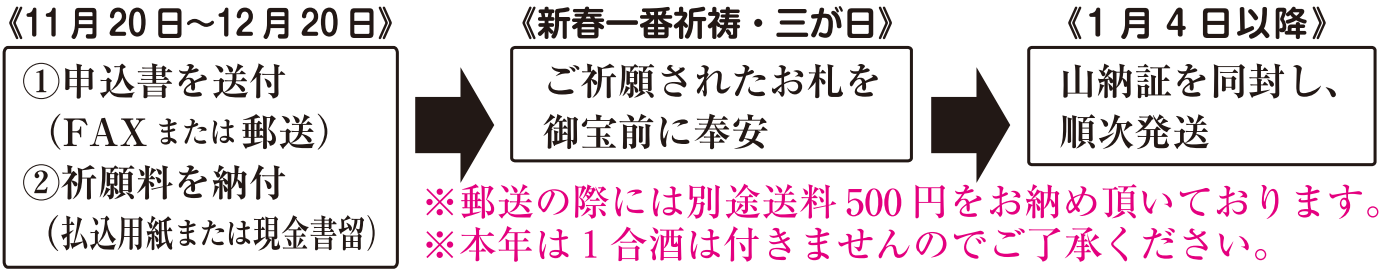 《11月20日～12月20日》
①申込書を送付
（FAXまたは郵送）
②祈願料を納付
（払込用紙または現金書留）
《新春一番祈祷・三が日》
ご祈願されたお札を
御宝前に奉安
《1月4日以降》
山納証を同封し、
順次発送
※郵送の際には別途送料500円をお納め頂いております。
※本年は1合酒は付きませんのでご了承ください。